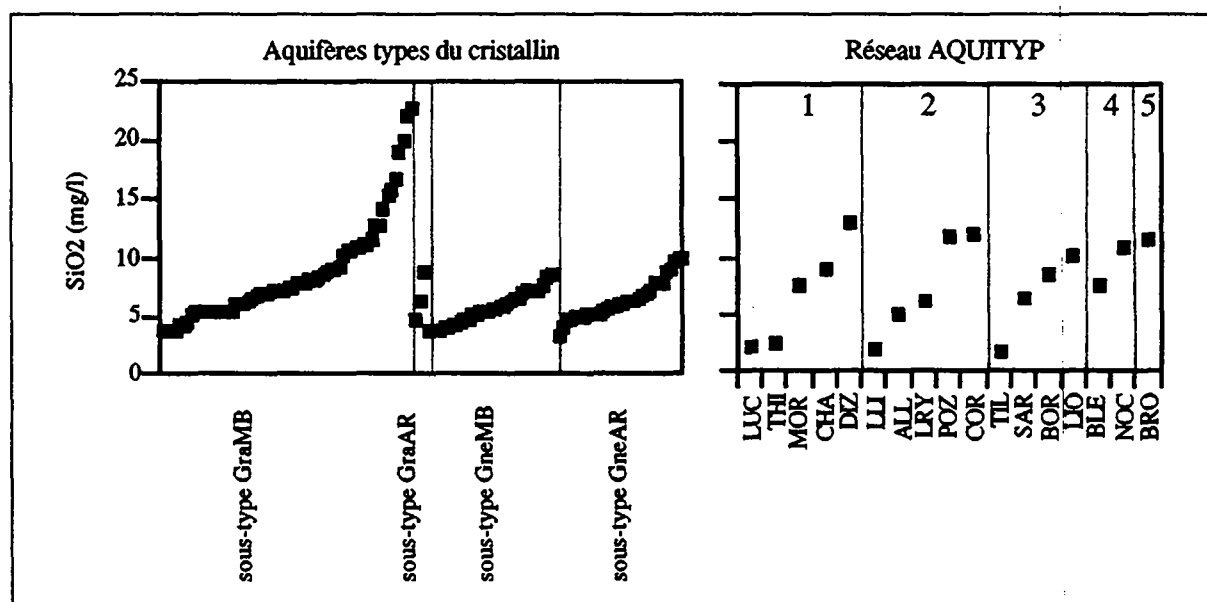 Aquifères types du cristallin
Réseau AQUITYP
SiO2 (mg/l)
25
20
15
10
5
0
1
2
3
4
5
sous-type GraMB
sous-type GraAR
sous-type GneMB
sous-type GneAR
LUC
THI
MOR
CHA
DIZ
LLI
ALL
LRY
POZ
COR
TIL
SAR
BOR
LIO
BLE
NOC
BRO